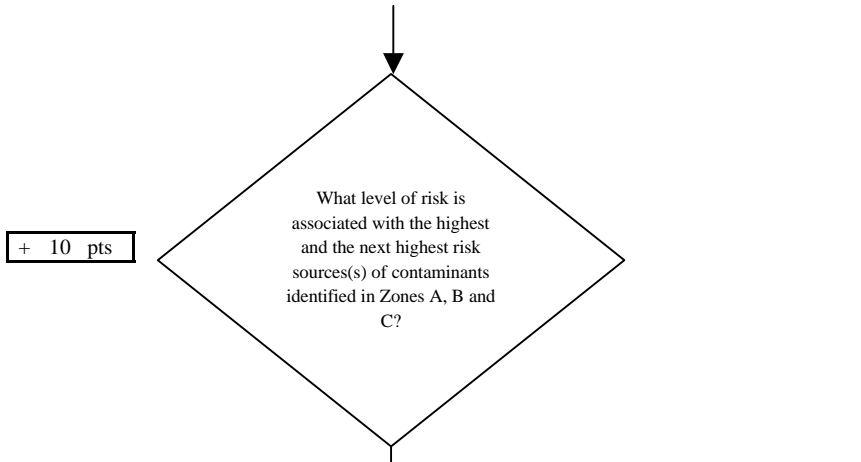 What level of risk is
associated with the highest
and the next highest risk
sources(s) of contaminants
identified in Zones A, B and
C?
+ 10 pts